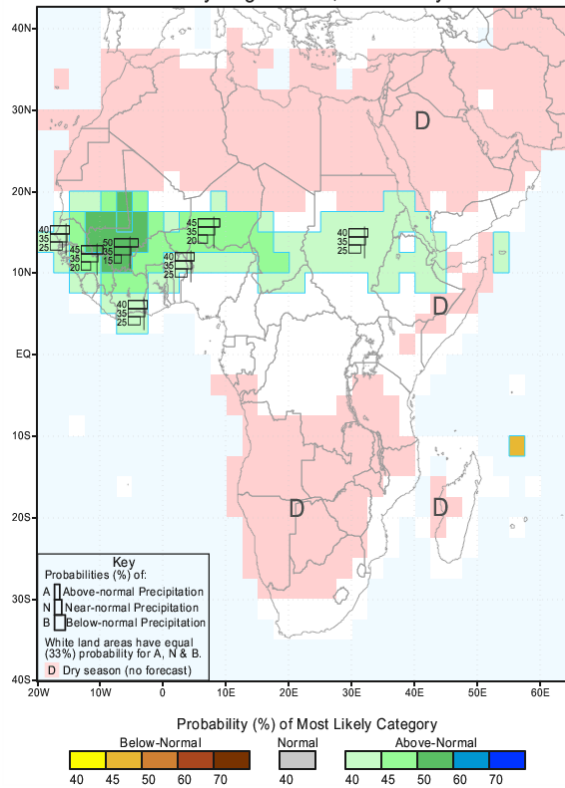 40N
30N
D
20N
40
35
25
45
35
20
50
35
15
45
35
20
40
35
25
40
35
25
10N
40
35
25
D
EQ
10S
D
D
20S
30S
40S
20W
10W
0
10E
20E
30E
40E
50E
60E
Key
Probabilities (%) of:
A Above-normal Precipitation
N Near-normal Precipitation
B Below-normal Precipitation
White land areas have equal
(33%) probability for A, N & B.
D Dry season (no forecast)
Probability (%) of Most Likely Category
Below-Normal Normal Above-Normal
40 45 50 60 70 40 40 45 50 60 70